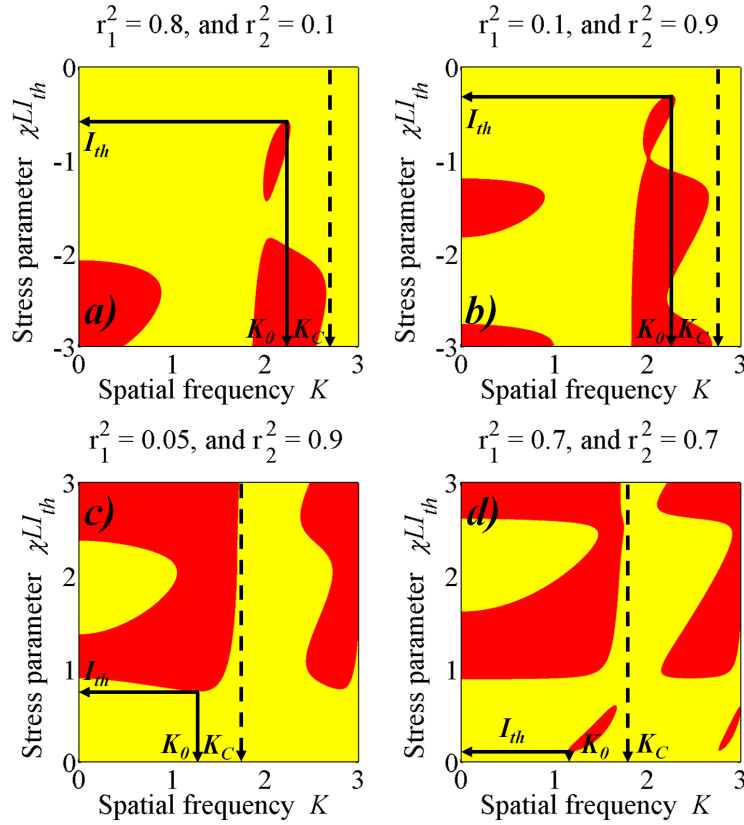 r₁² = 0.8, and r₂² = 0.1
Stress parameter χLI_th
0
-1
-2
-3
I_th
a)
K₀ K_C
0 1 2 3
Spatial frequency K
r₁² = 0.1, and r₂² = 0.9
Stress parameter χLI_th
0
-1
-2
-3
I_th
b)
K₀ K_C
0 1 2 3
Spatial frequency K
r₁² = 0.05, and r₂² = 0.9
Stress parameter χLI_th
3
2
1
0
c)
I_th
K₀ K_C
0 1 2 3
Spatial frequency K
r₁² = 0.7, and r₂² = 0.7
Stress parameter χLI_th
3
2
1
0
d)
I_th
K₀ K_C
0 1 2 3
Spatial frequency K